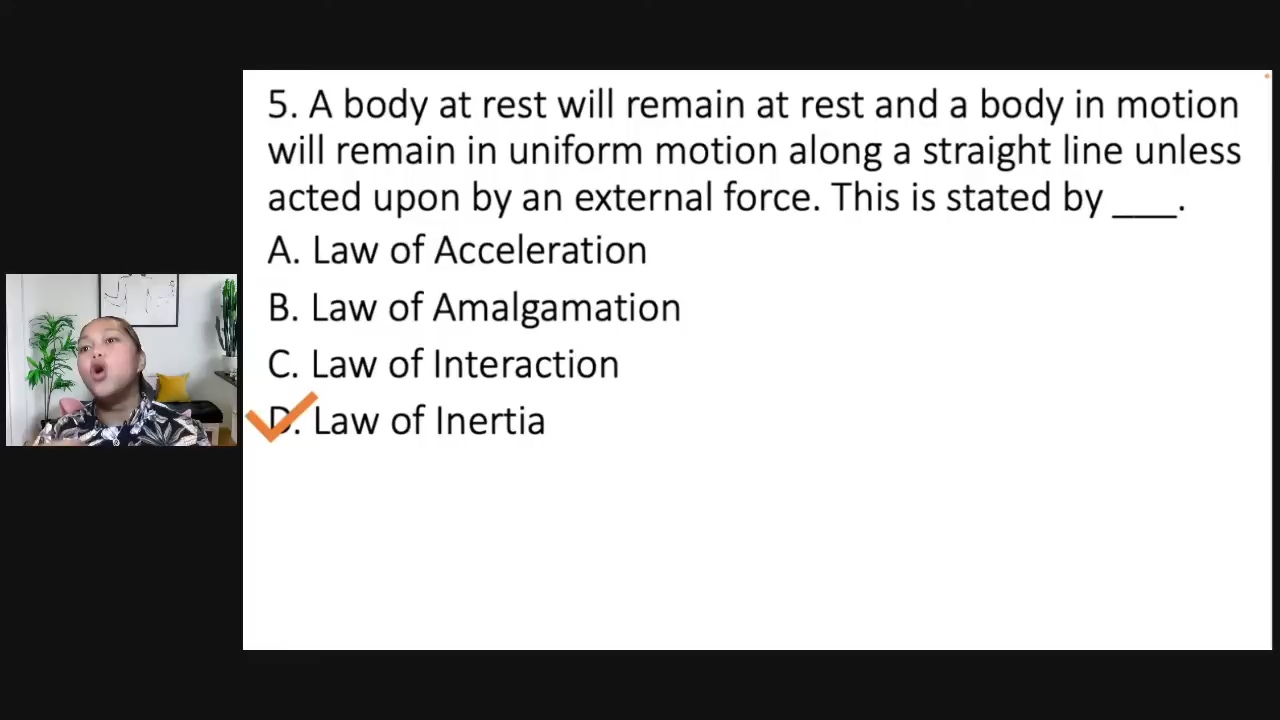 5. A body at rest will remain at rest and a body in motion
will remain in uniform motion along a straight line unless
acted upon by an external force. This is stated by ___.
A. Law of Acceleration
B. Law of Amalgamation
C. Law of Interaction
D. Law of Inertia